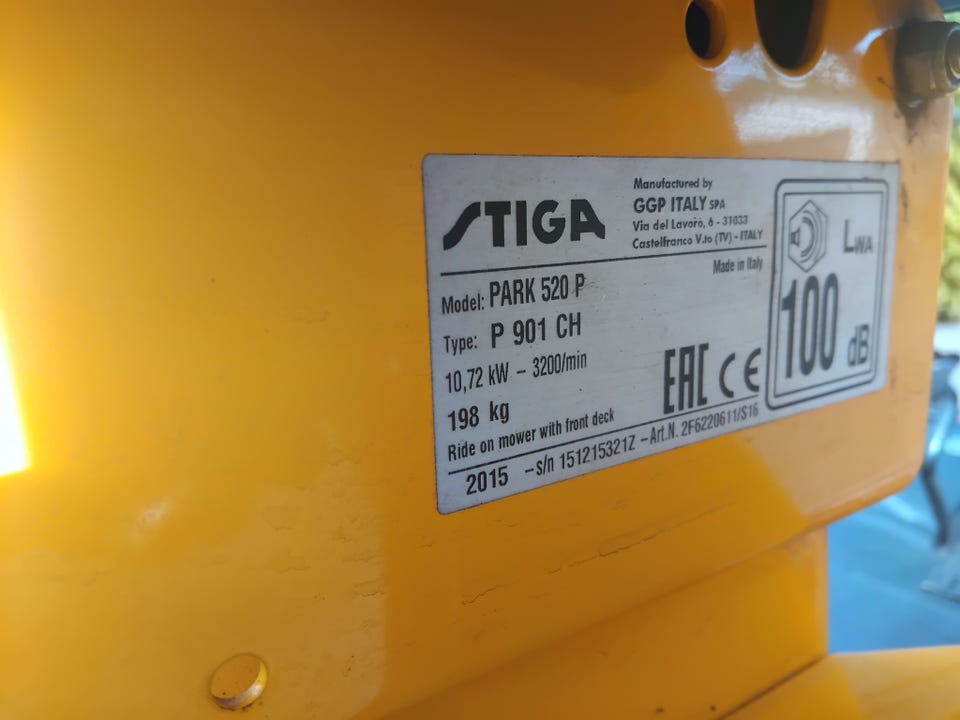 STIGA
Manufactured by
GGP ITALY SPA
Via del Lavoro, 6 - 31033
Castelfranco V.to (TV) - ITALY
Made in Italy
Model: PARK 520 P
Type: P 901 CH
10,72 kW - 3200/min
198 kg
Ride on mower with front deck
EAC CE
2015 - s/n 151215321Z - Art.N. 2F6220611/S16
LWA
100
dB